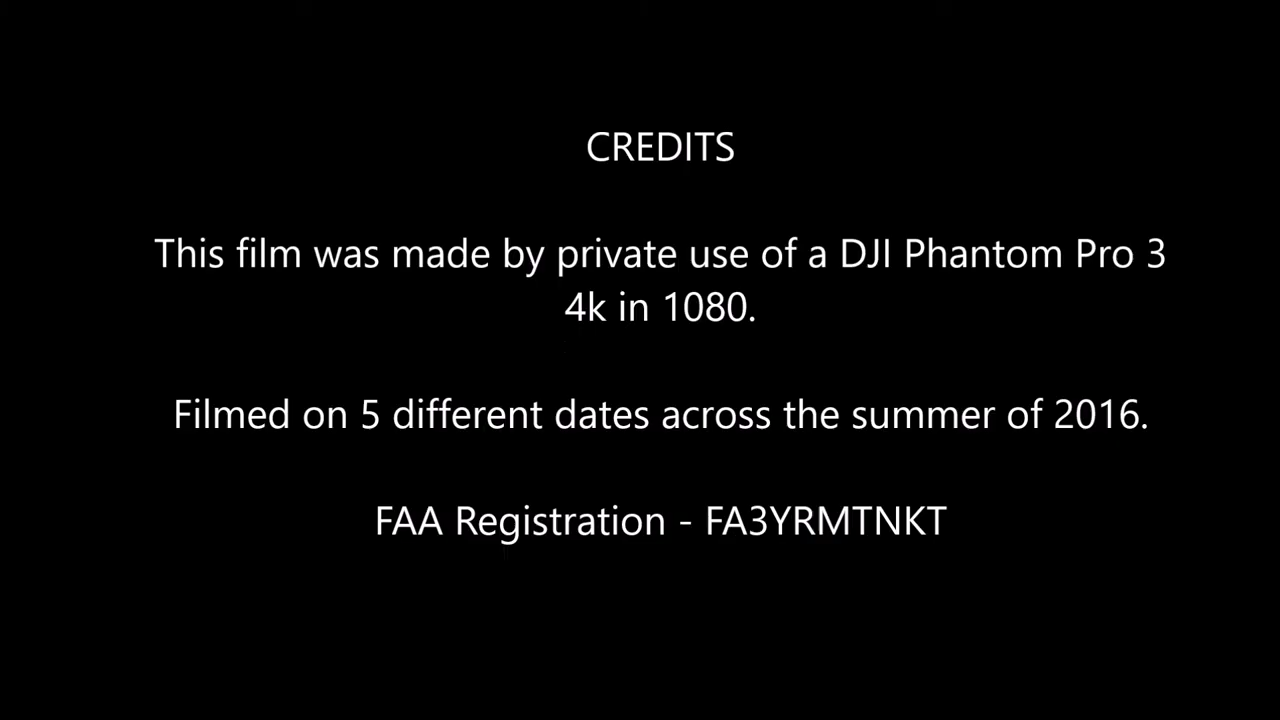 CREDITS
This film was made by private use of a DJI Phantom Pro 3
4k in 1080.
Filmed on 5 different dates across the summer of 2016.
FAA Registration - FA3YRMTNKT